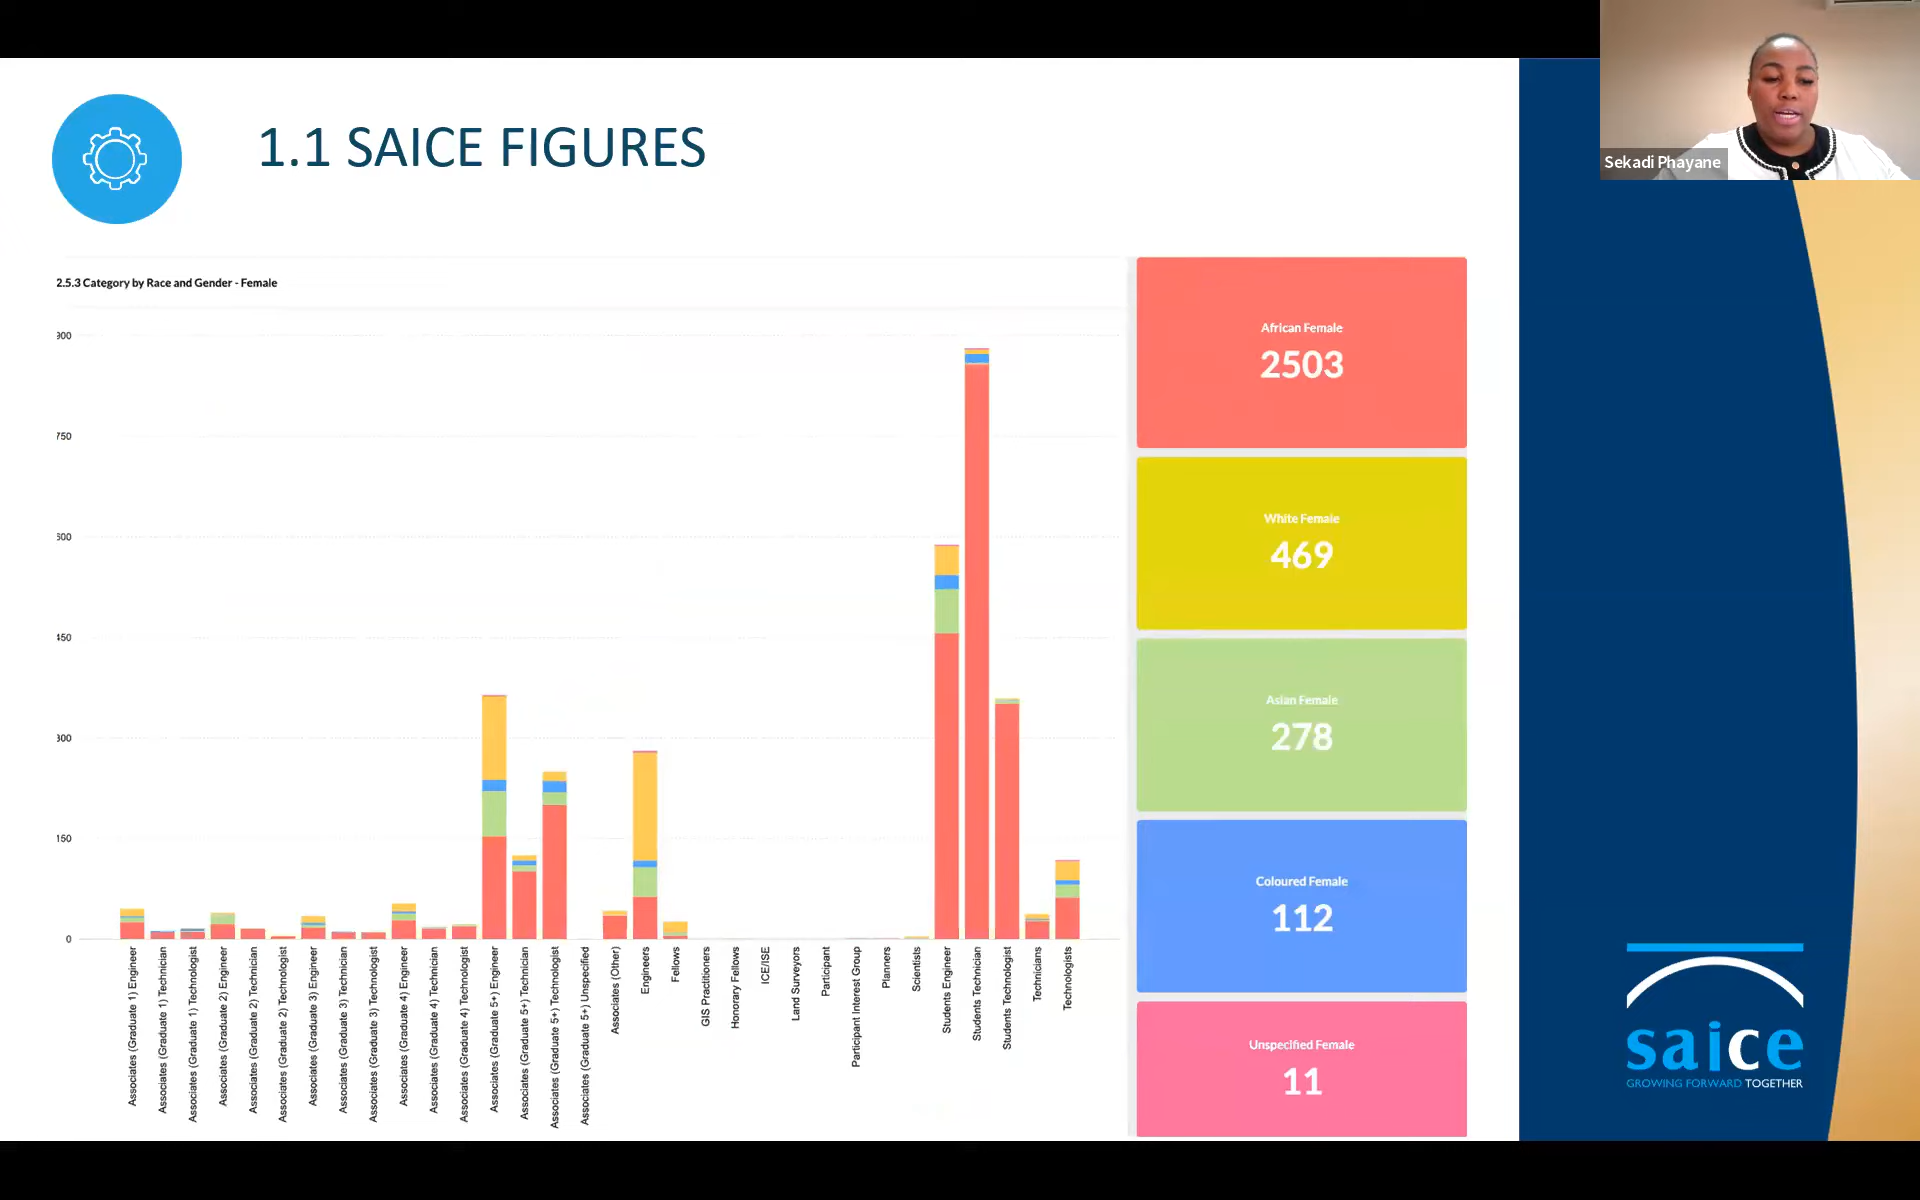 1.1 SAICE FIGURES
Sekadi Phayane
2.5.3 Category by Race and Gender - Female
900
750
600
450
300
150
0
Associates (Graduate 1) Engineer
Associates (Graduate 1) Technician
Associates (Graduate 1) Technologist
Associates (Graduate 2) Engineer
Associates (Graduate 2) Technician
Associates (Graduate 2) Technologist
Associates (Graduate 3) Engineer
Associates (Graduate 3) Technician
Associates (Graduate 3) Technologist
Associates (Graduate 4) Engineer
Associates (Graduate 4) Technician
Associates (Graduate 4) Technologist
Associates (Graduate 5+) Engineer
Associates (Graduate 5+) Technician
Associates (Graduate 5+) Technologist
Associates (Graduate 5+) Unspecified
Associates (Other)
Engineers
Fellows
GIS Practitioners
Honorary Fellows
ICE/ISE
Land Surveyors
Participant
Participant Interest Group
Planners
Scientists
Students Engineer
Students Technician
Students Technologist
Technicians
Technologists
African Female
2503
White Female
469
Asian Female
278
Coloured Female
112
Unspecified Female
11
saice
GROWING FORWARD TOGETHER